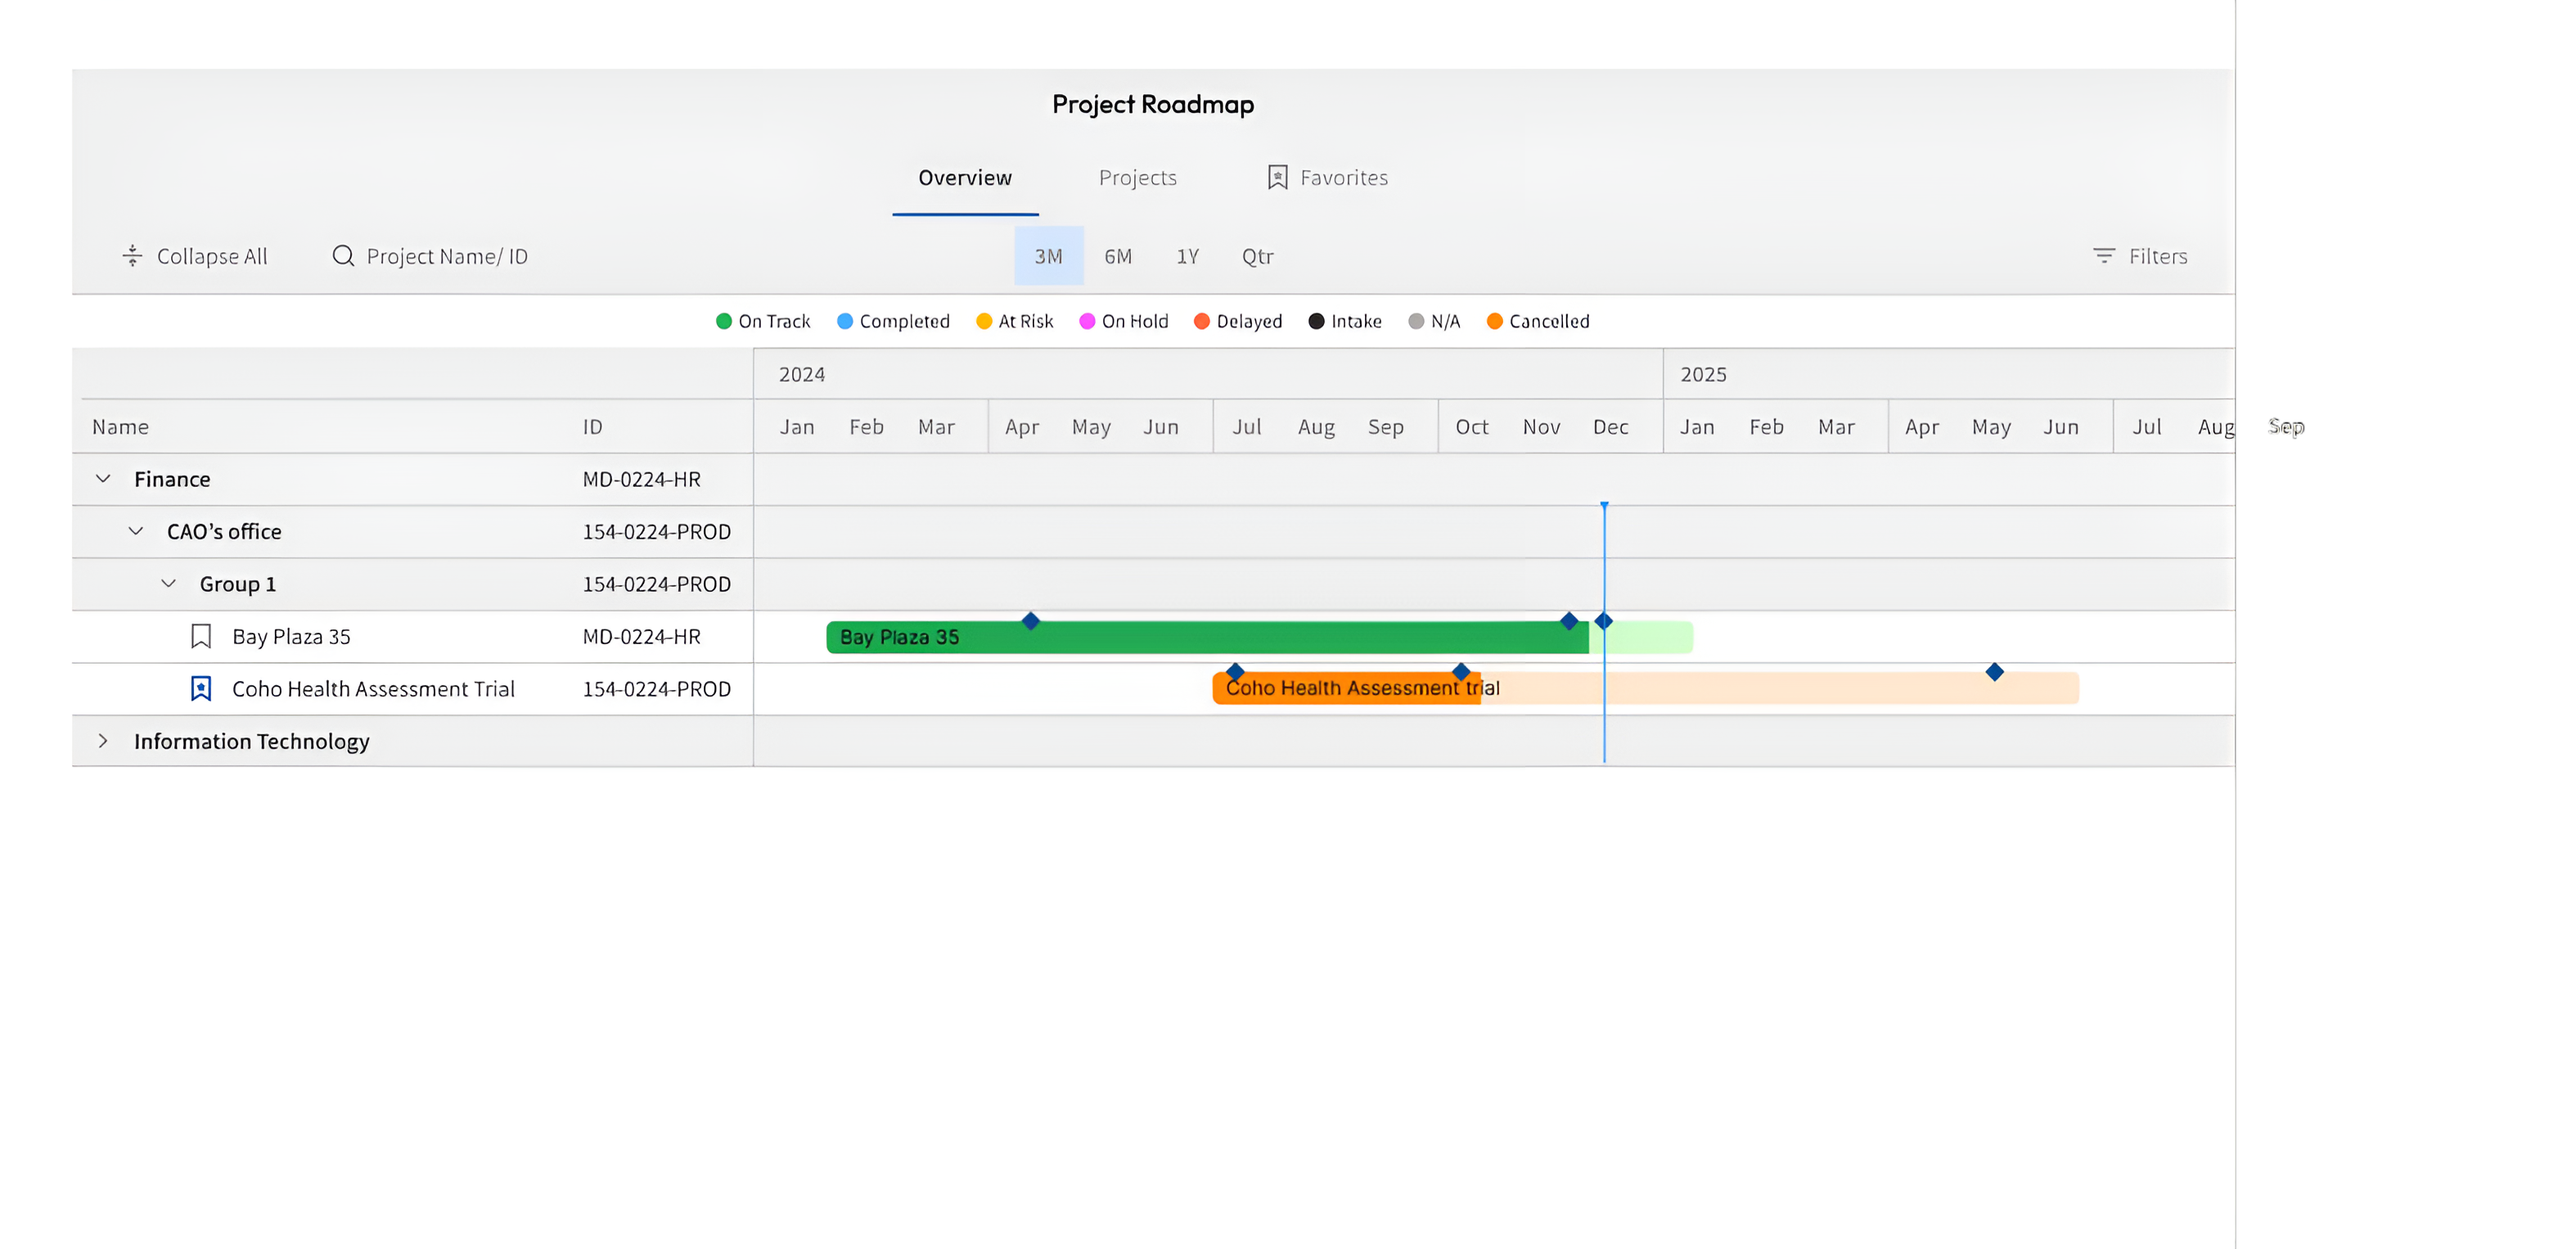 Project Roadmap
Overview Projects Favorites
Collapse All Project Name/ ID 3M 6M 1Y Qtr Filters
On Track Completed At Risk On Hold Delayed Intake N/A Cancelled
2024 2025
Name ID Jan Feb Mar Apr May Jun Jul Aug Sep Oct Nov Dec Jan Feb Mar Apr May Jun Jul Aug Sep
Finance MD-0224-HR
CAO’s office 154-0224-PROD
Group 1 154-0224-PROD
Bay Plaza 35 MD-0224-HR Bay Plaza 35
Coho Health Assessment Trial 154-0224-PROD Coho Health Assessment trial
Information Technology